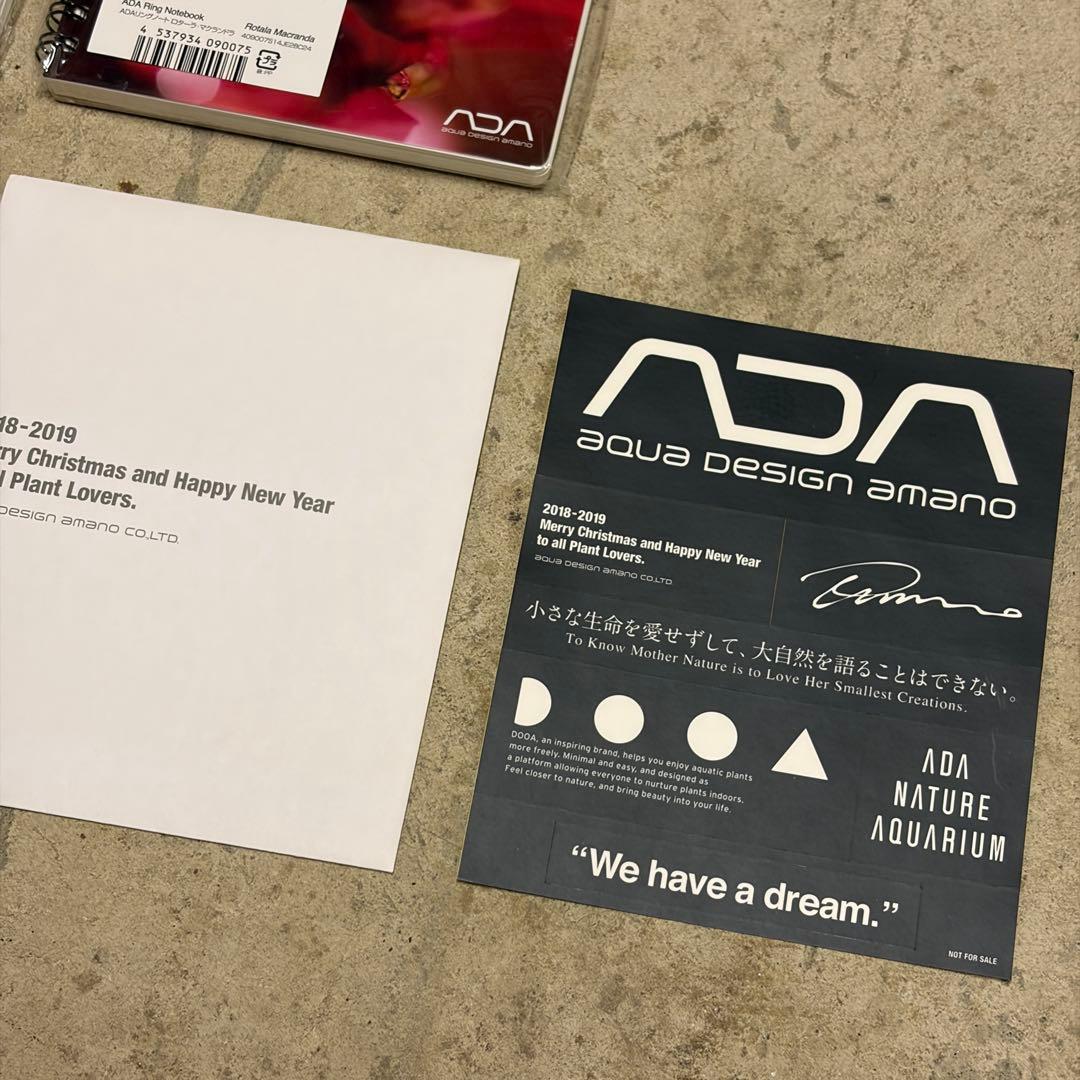 ADA Ring Notebook
ADAリングノート ロターラ・マクランドラ
Rotala Macranda
409007514JE28C24
4 537934 090075
プラ
ADA
aqua Design amano
18-2019
ry Christmas and Happy New Year
l Plant Lovers.
Design amano CO.,LTD.
ADA
aqua Design amano
2018-2019
Merry Christmas and Happy New Year
to all Plant Lovers.
aqua Design amano CO.,LTD.
小さな生命を愛せずして、大自然を語ることはできない。
To Know Mother Nature is to Love Her Smallest Creations.
DOOA
DOOA, an inspiring brand, helps you enjoy aquatic plants
more freely. Minimal and easy, and designed as
a platform allowing everyone to nurture plants indoors.
Feel closer to nature, and bring beauty into your life.
ADA
NATURE
AQUARIUM
“We have a dream.”
NOT FOR SALE